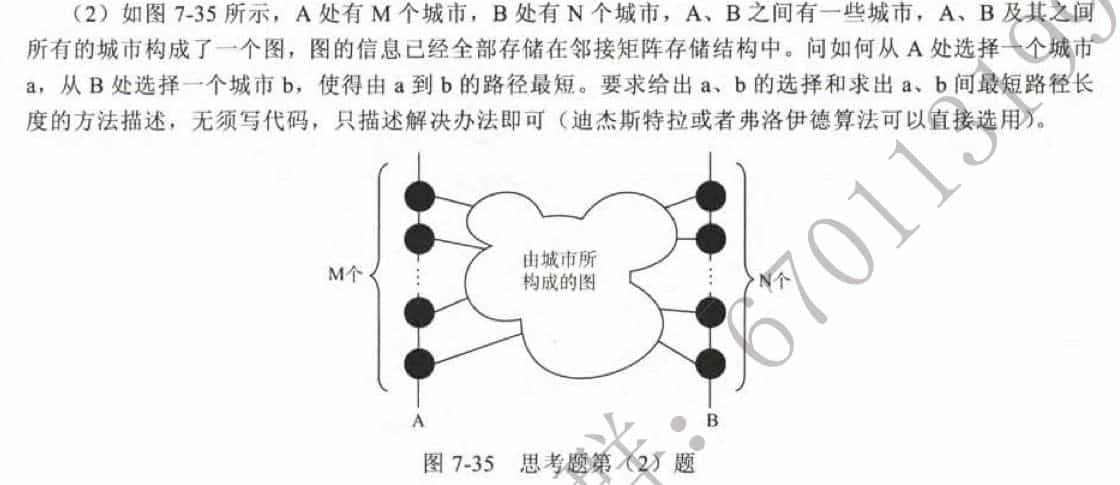 （2）如图 7-35 所示，A 处有 M 个城市，B 处有 N 个城市，A、B 之间有一些城市，A、B 及其之间
所有的城市构成了一个图，图的信息已经全部存储在邻接矩阵存储结构中。问如何从 A 处选择一个城市
a，从 B 处选择一个城市 b，使得由 a 到 b 的路径最短。要求给出 a、b 的选择和求出 a、b 间最短路径长
度的方法描述，无须写代码，只描述解决办法即可（迪杰斯特拉或者弗洛伊德算法可以直接选用）。
由城市所
构成的图
M个
N个
A
B
图 7-35 思考题第（2）题
群：6701131